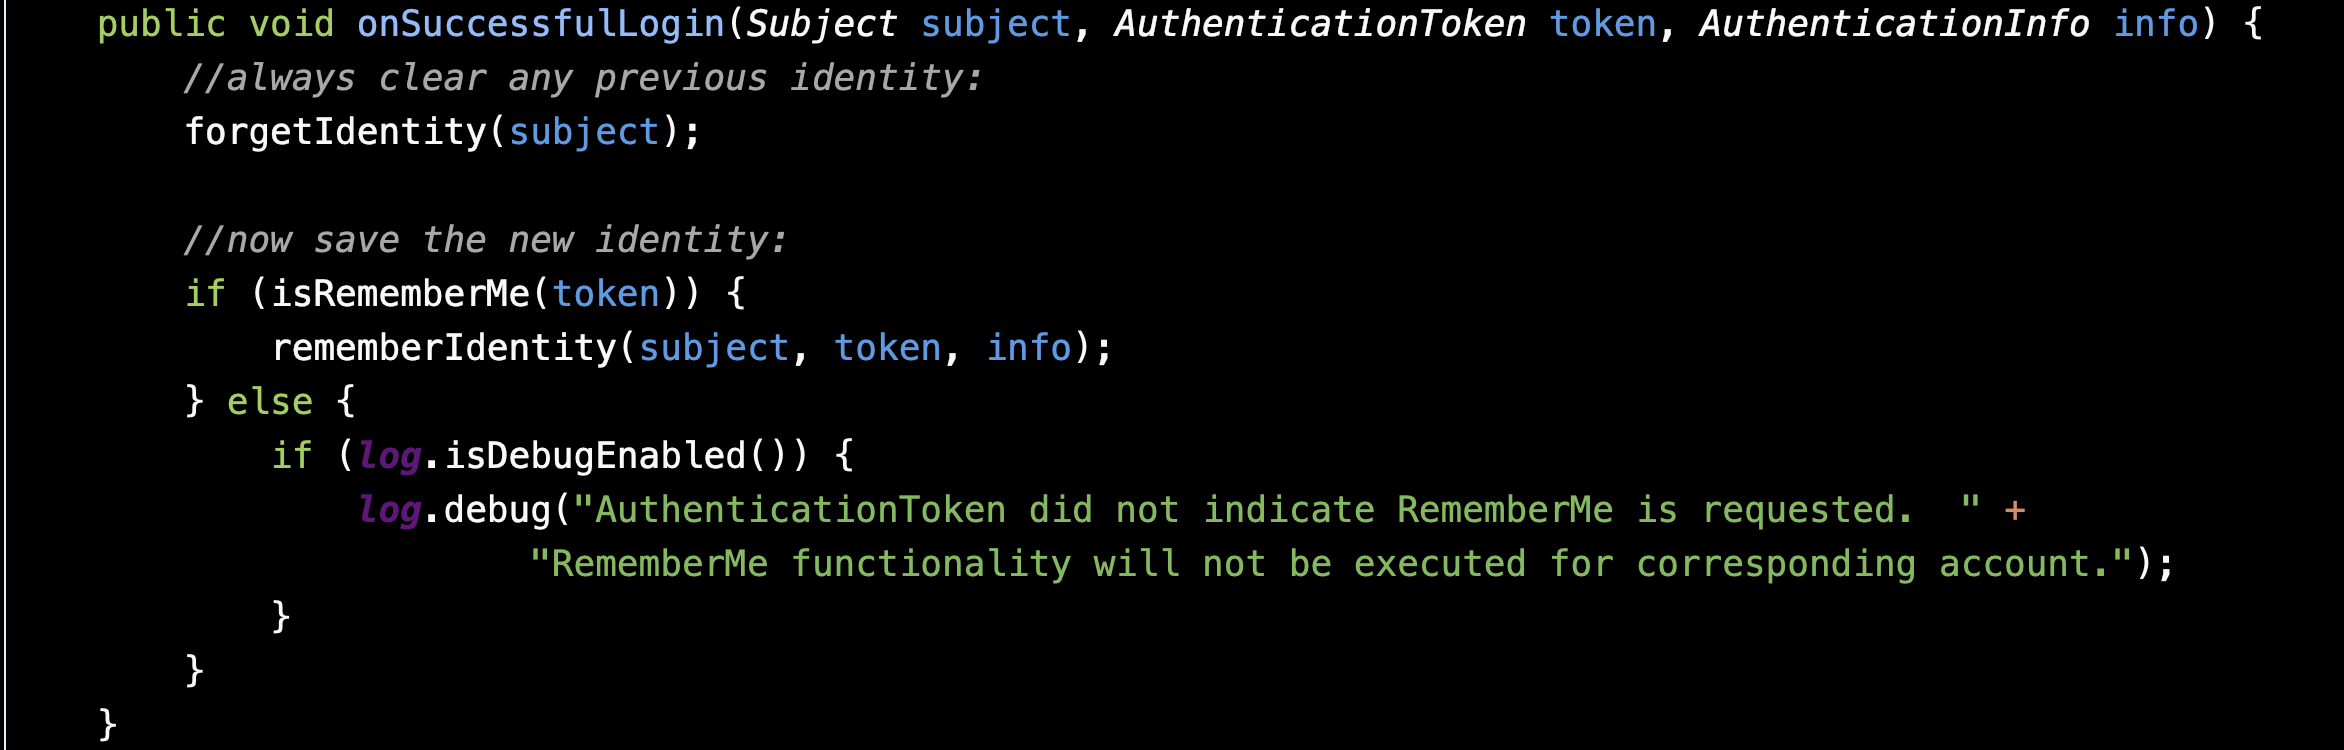 public void onSuccessfulLogin(Subject subject, AuthenticationToken token, AuthenticationInfo info) {
    //always clear any previous identity:
    forgetIdentity(subject);

    //now save the new identity:
    if (isRememberMe(token)) {
        rememberIdentity(subject, token, info);
    } else {
        if (log.isDebugEnabled()) {
            log.debug("AuthenticationToken did not indicate RememberMe is requested.  " +
                    "RememberMe functionality will not be executed for corresponding account.");
        }
    }
}